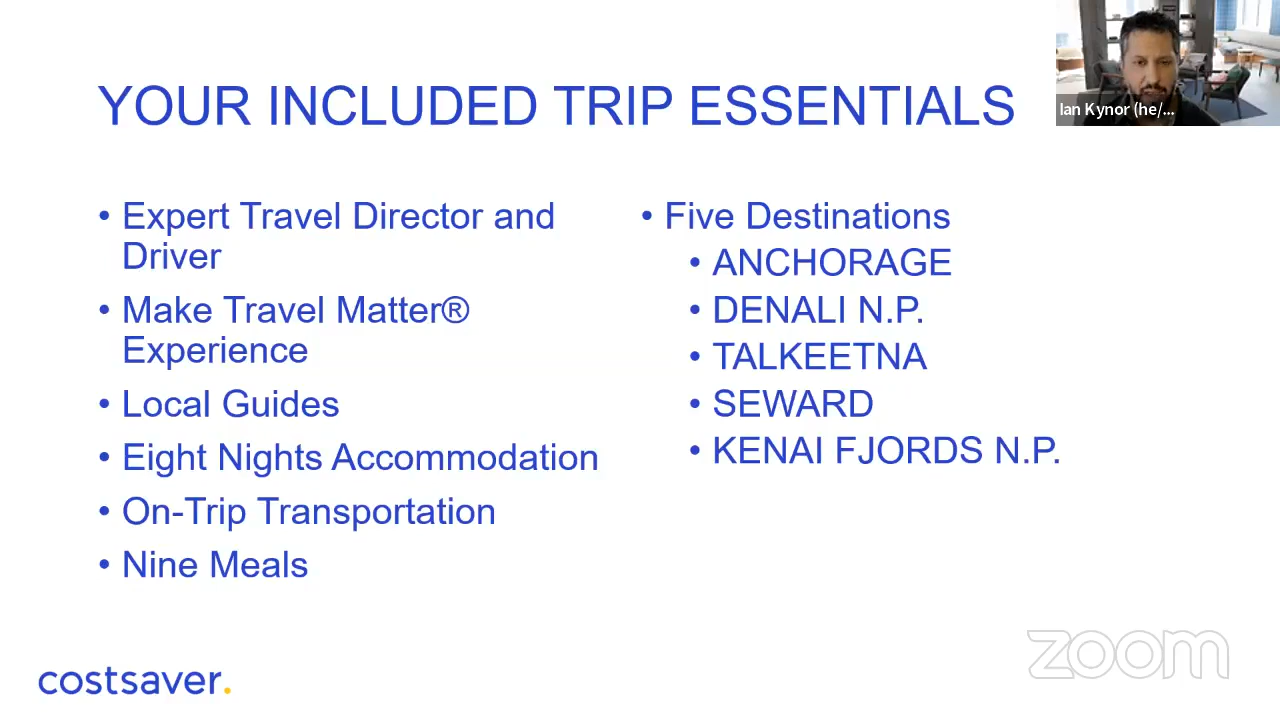 YOUR INCLUDED TRIP ESSENTIALS
Ian Kynor (he/...
• Expert Travel Director and
Driver
• Make Travel Matter®
Experience
• Local Guides
• Eight Nights Accommodation
• On-Trip Transportation
• Nine Meals
• Five Destinations
• ANCHORAGE
• DENALI N.P.
• TALKEETNA
• SEWARD
• KENAI FJORDS N.P.
costsaver.
zoom